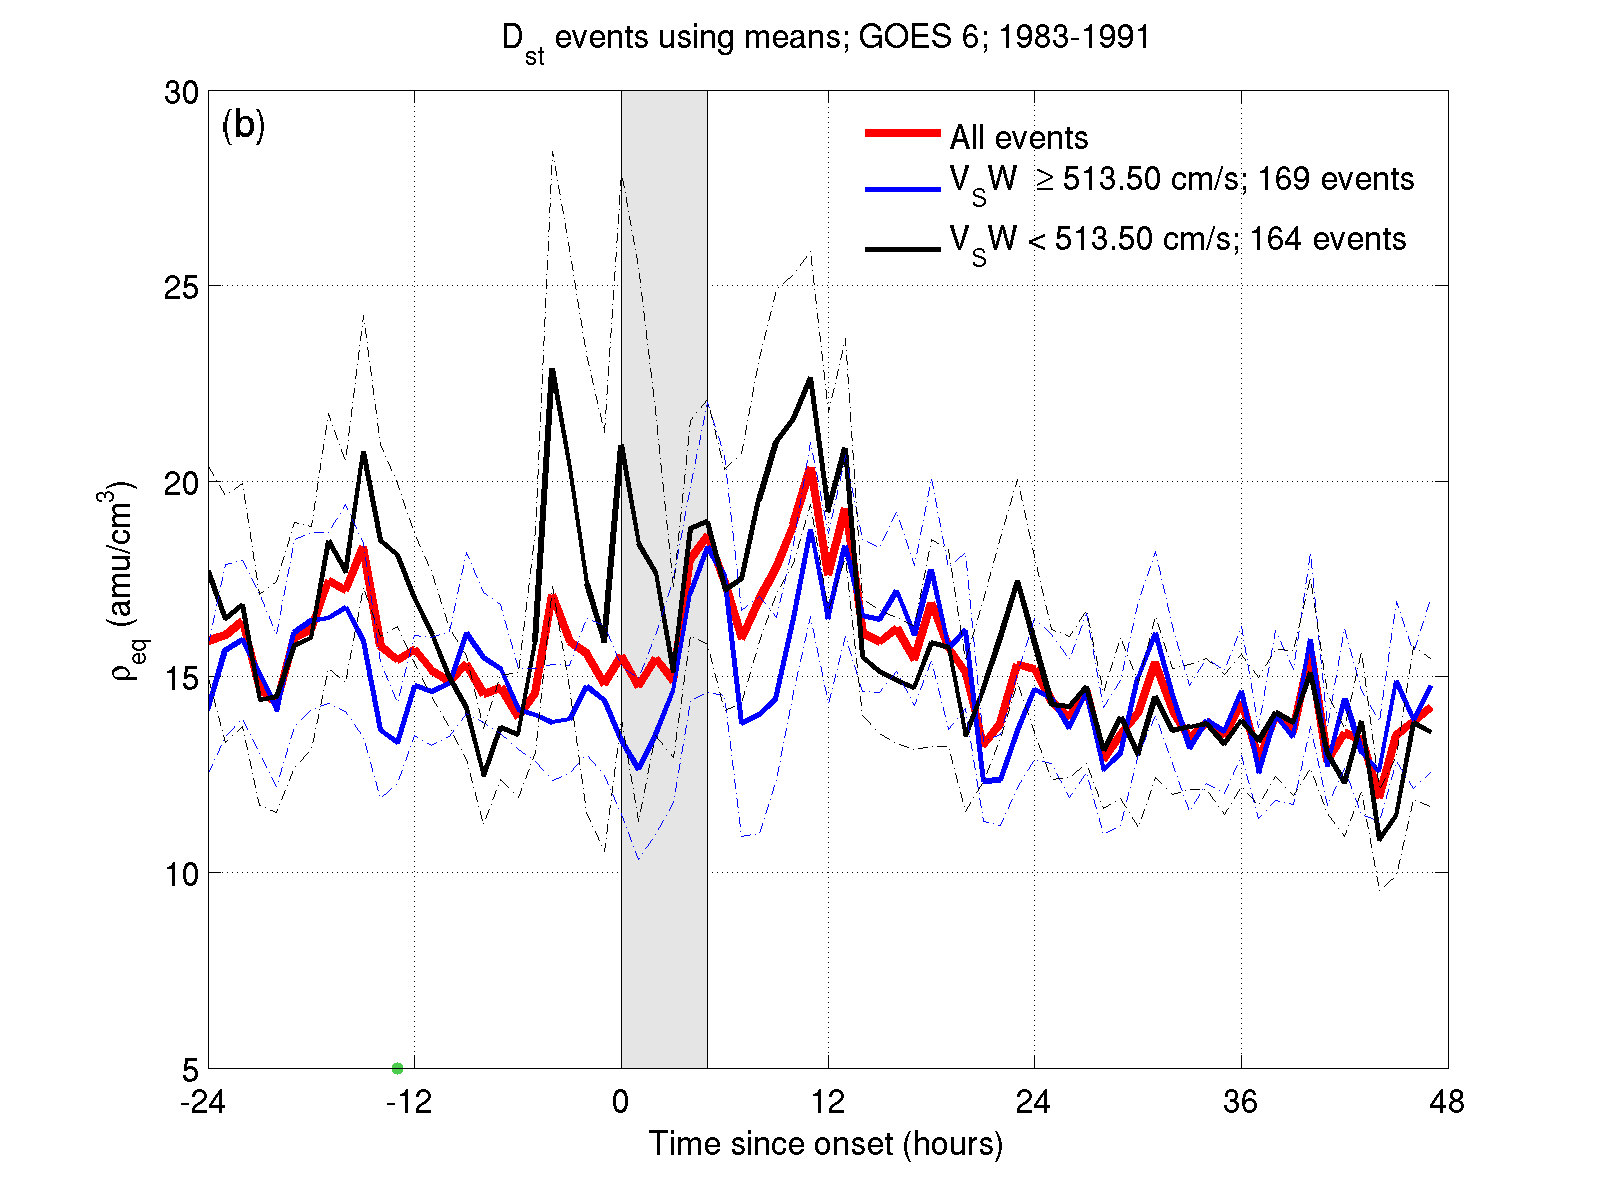 D_st events using means; GOES 6; 1983-1991
(b)
All events
V_SW ≥ 513.50 cm/s; 169 events
V_SW < 513.50 cm/s; 164 events
30
25
20
15
10
5
ρ_eq (amu/cm^3)
-24 -12 0 12 24 36 48
Time since onset (hours)